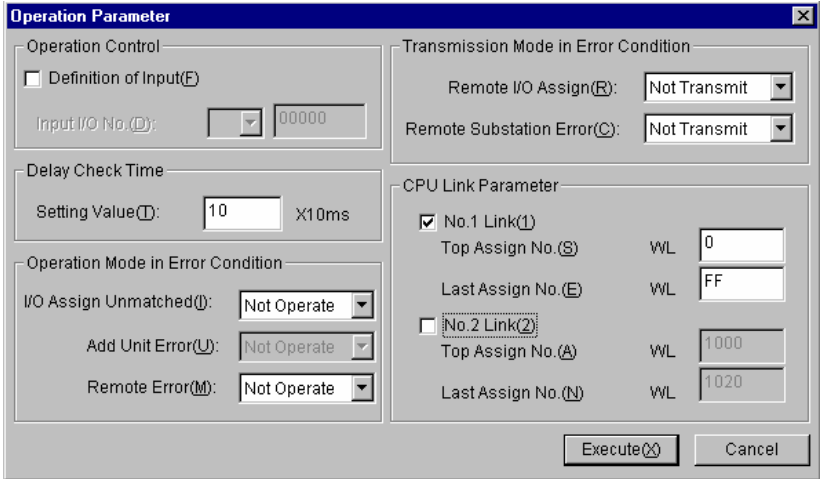 Operation Parameter
Operation Control
Definition of Input(F)
Input I/O No.(D): 00000
Delay Check Time
Setting Value(T): 10 X10ms
Operation Mode in Error Condition
I/O Assign Unmatched(I): Not Operate
Add Unit Error(U): Not Operate
Remote Error(M): Not Operate
Transmission Mode in Error Condition
Remote I/O Assign(R): Not Transmit
Remote Substation Error(C): Not Transmit
CPU Link Parameter
No.1 Link(1)
Top Assign No.(S) WL 0
Last Assign No.(E) WL FF
No.2 Link(2)
Top Assign No.(A) WL 1000
Last Assign No.(N) WL 1020
Execute(X) Cancel